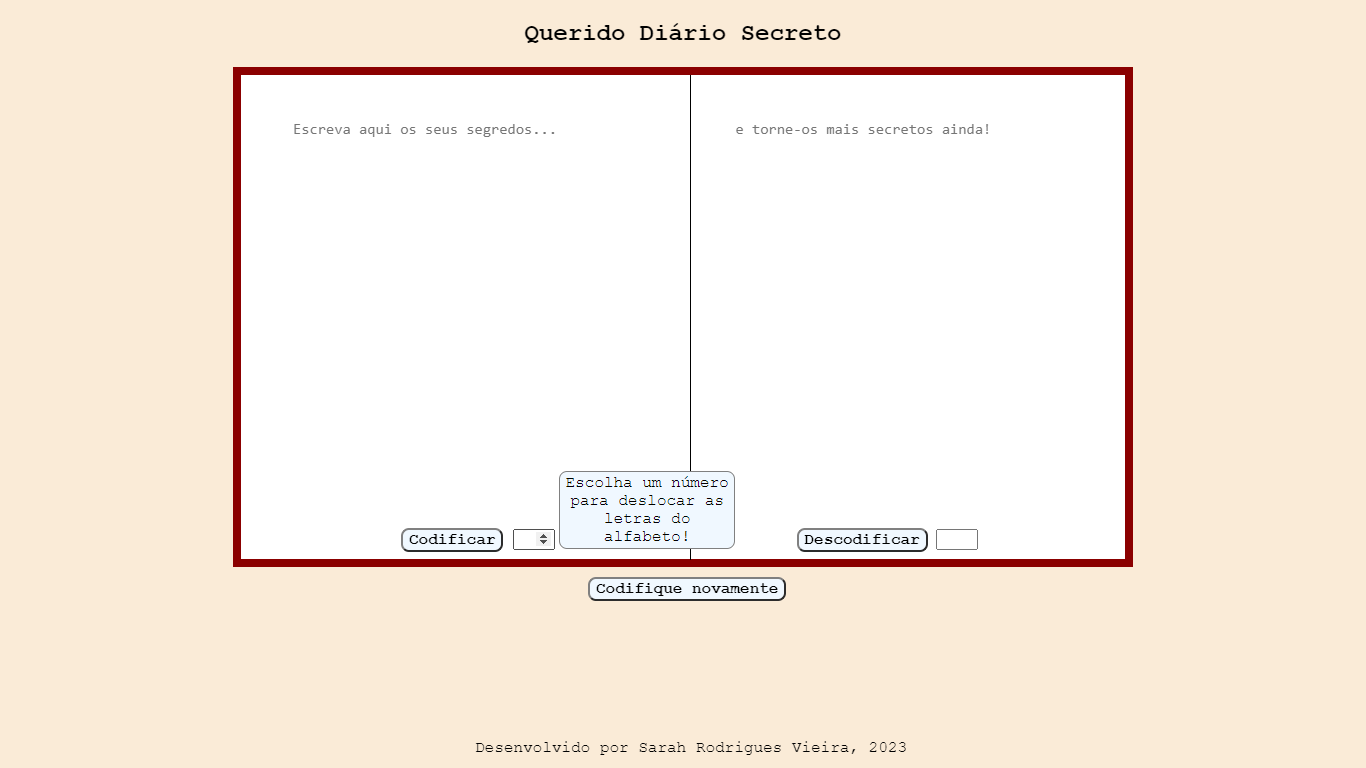 Querido Diário Secreto
Escreva aqui os seus segredos...
e torne-os mais secretos ainda!
Escolha um número
para deslocar as
letras do
alfabeto!
Codificar
Descodificar
Codifique novamente
Desenvolvido por Sarah Rodrigues Vieira, 2023